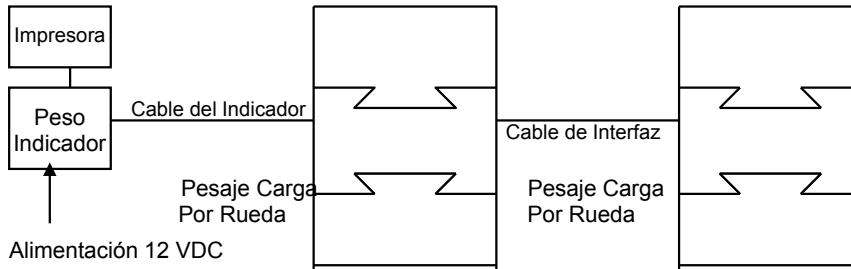 Impresora
Peso
Indicador
Cable del Indicador
Cable de Interfaz
Pesaje Carga
Por Rueda
Pesaje Carga
Por Rueda
Alimentación 12 VDC